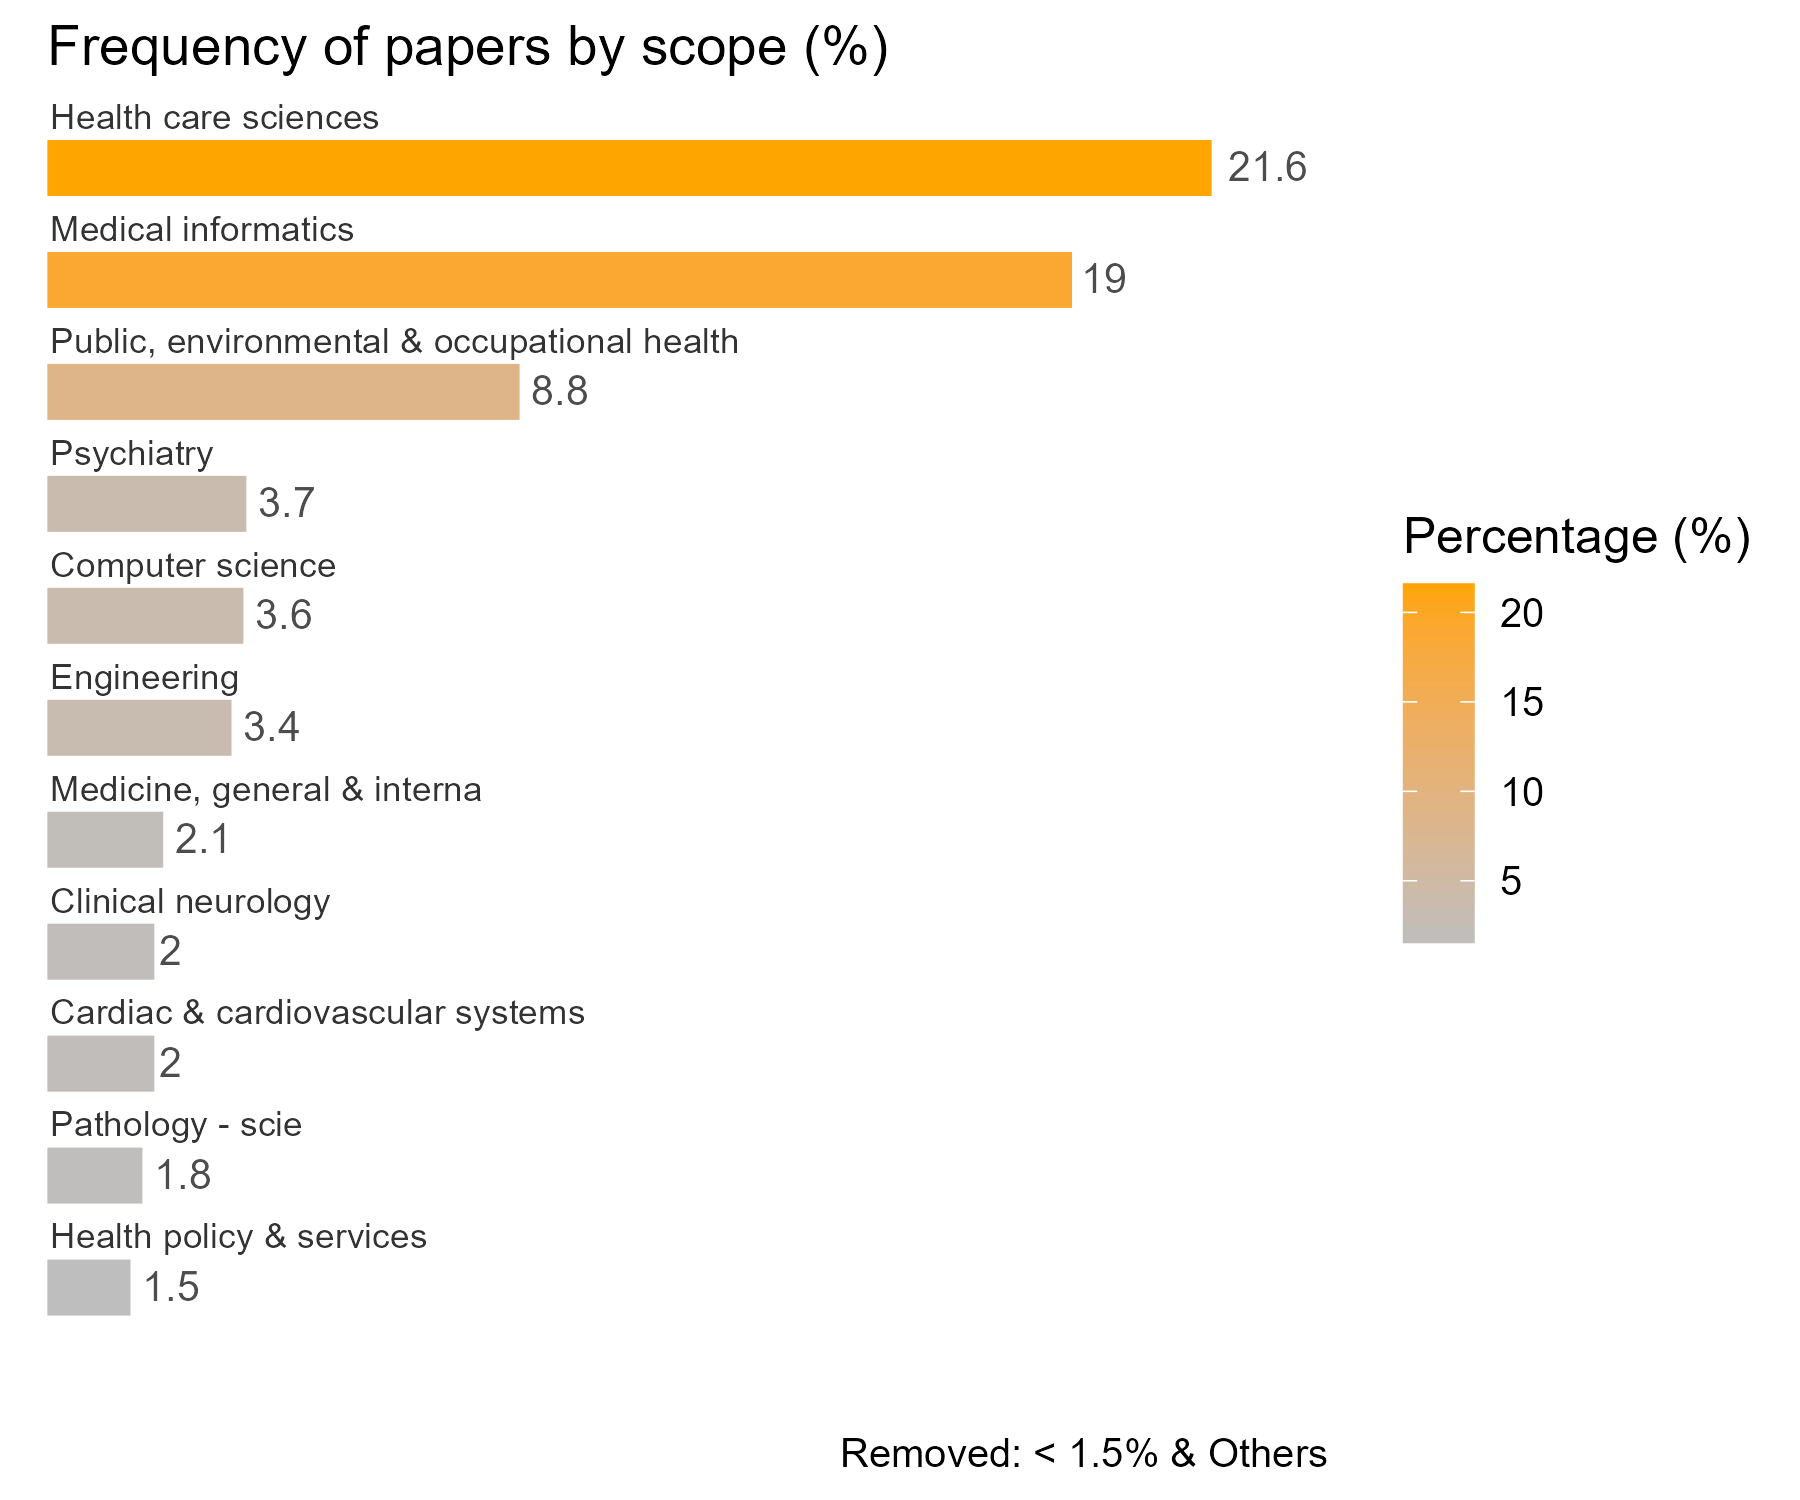 Frequency of papers by scope (%)
Health care sciences
21.6
Medical informatics
19
Public, environmental & occupational health
8.8
Psychiatry
3.7
Computer science
3.6
Engineering
3.4
Medicine, general & interna
2.1
Clinical neurology
2
Cardiac & cardiovascular systems
2
Pathology - scie
1.8
Health policy & services
1.5
Percentage (%)
20
15
10
5
Removed: < 1.5% & Others